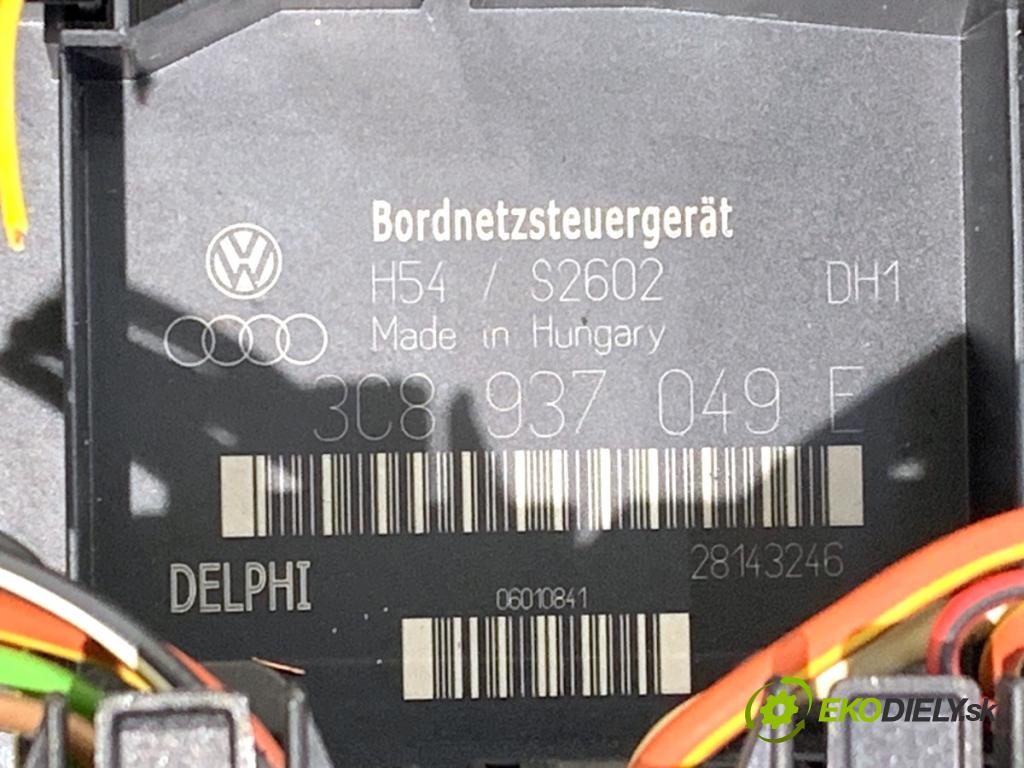 Bordnetzsteuergerät
H54 / S2602 DH1
Made in Hungary
3C8 937 049 E
28143246
DELPHI
06010841
EKODIELY.sk